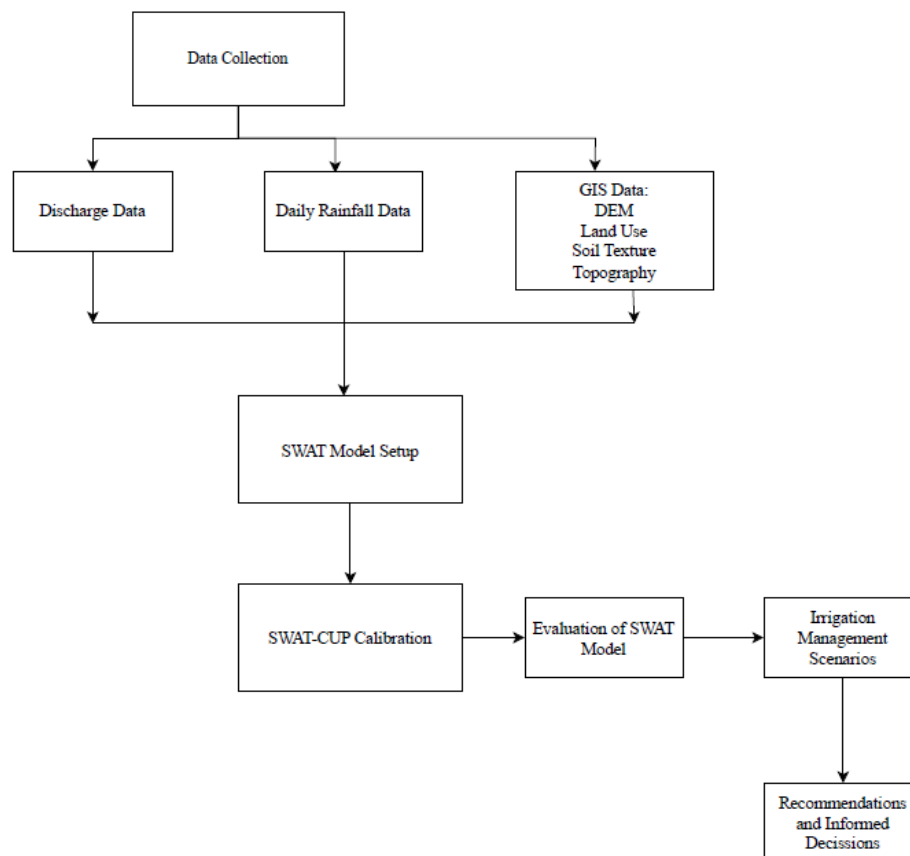 Data Collection
Discharge Data
Daily Rainfall Data
GIS Data:
DEM
Land Use
Soil Texture
Topography
SWAT Model Setup
SWAT-CUP Calibration
Evaluation of SWAT
Model
Irrigation
Management
Scenarios
Recommendations
and Informed
Decissions